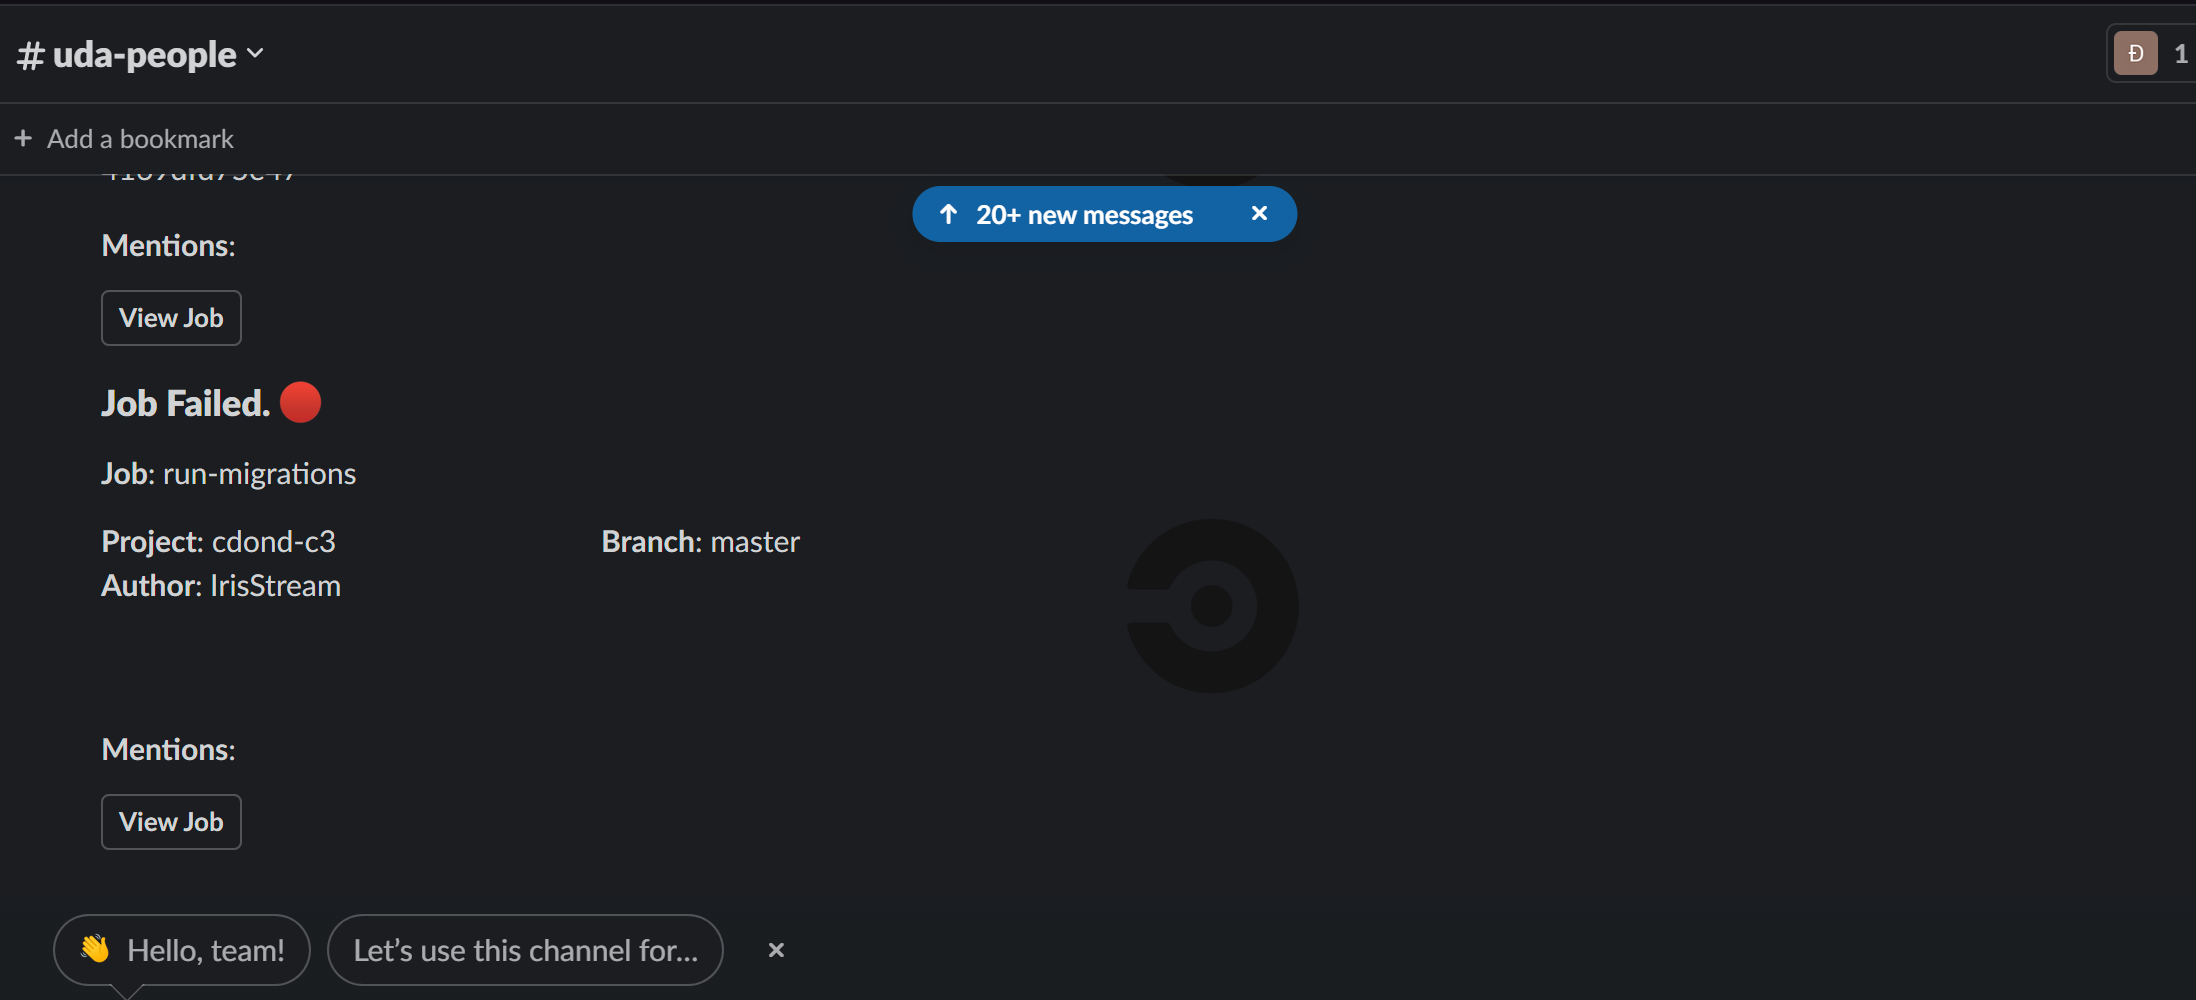 # uda-people
Đ 1
+ Add a bookmark
↑ 20+ new messages ×
Mentions:
View Job
Job Failed. 🔴
Job: run-migrations
Project: cdond-c3 Branch: master
Author: IrisStream
Mentions:
View Job
👋 Hello, team! Let’s use this channel for... ×